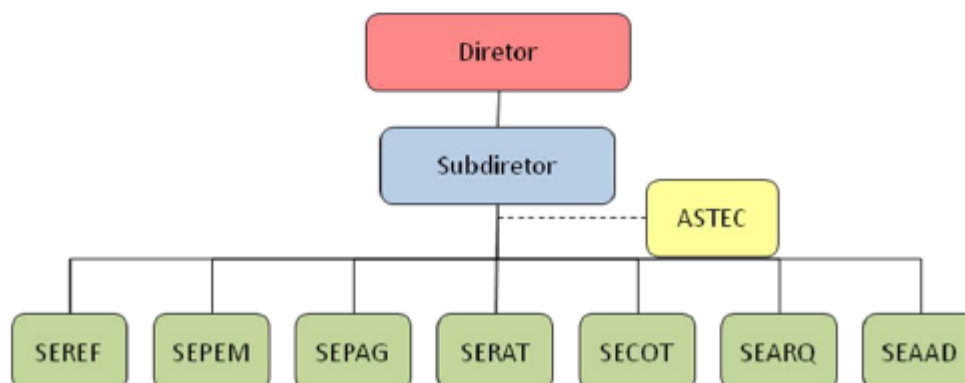 Diretor
Subdiretor
ASTEC
SEREF
SEPEM
SEPAG
SERAT
SECOT
SEARQ
SEAAD